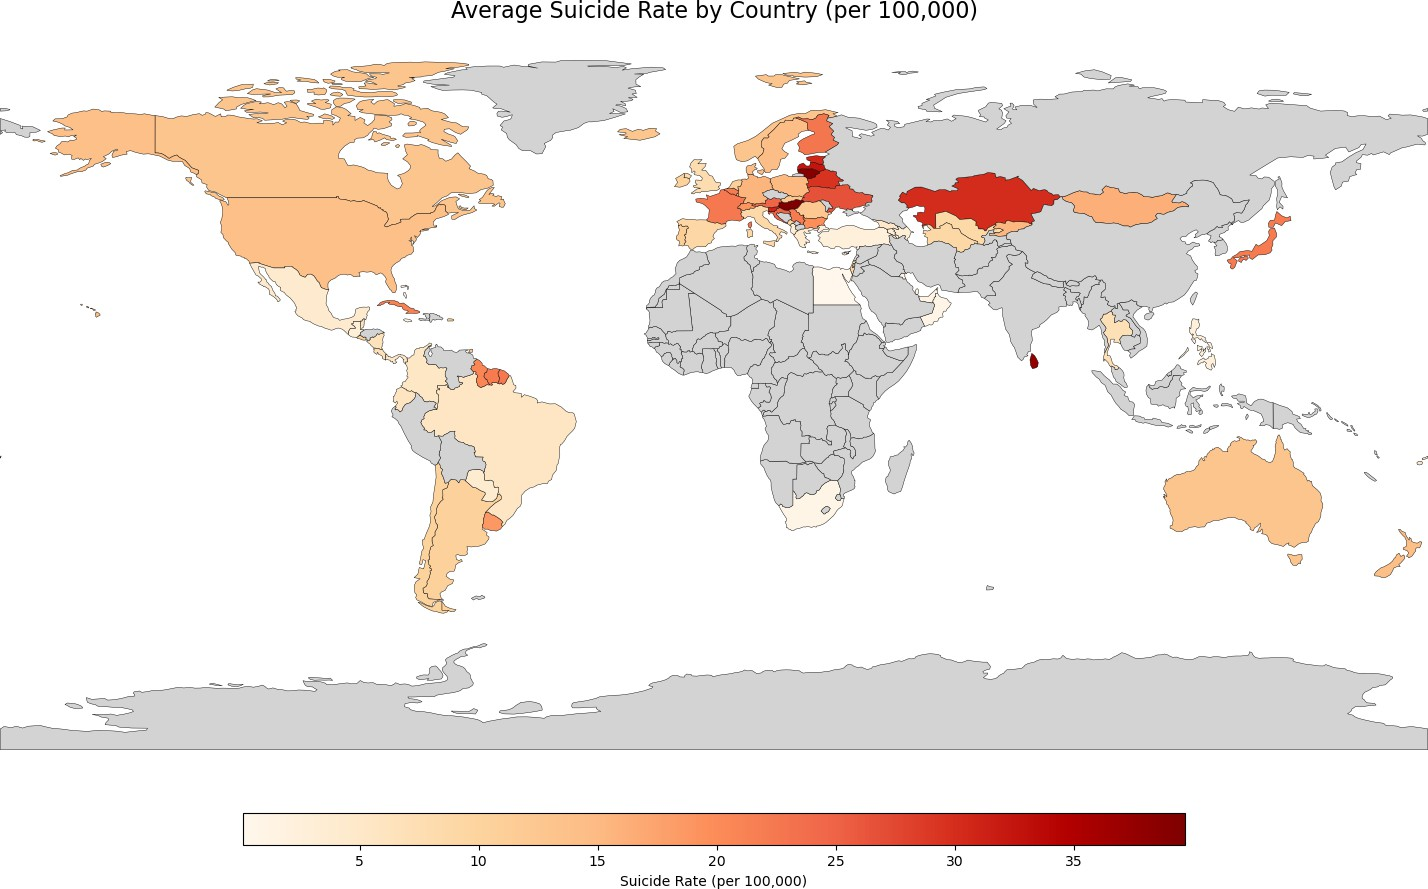 Average Suicide Rate by Country (per 100,000)
5 10 15 20 25 30 35
Suicide Rate (per 100,000)